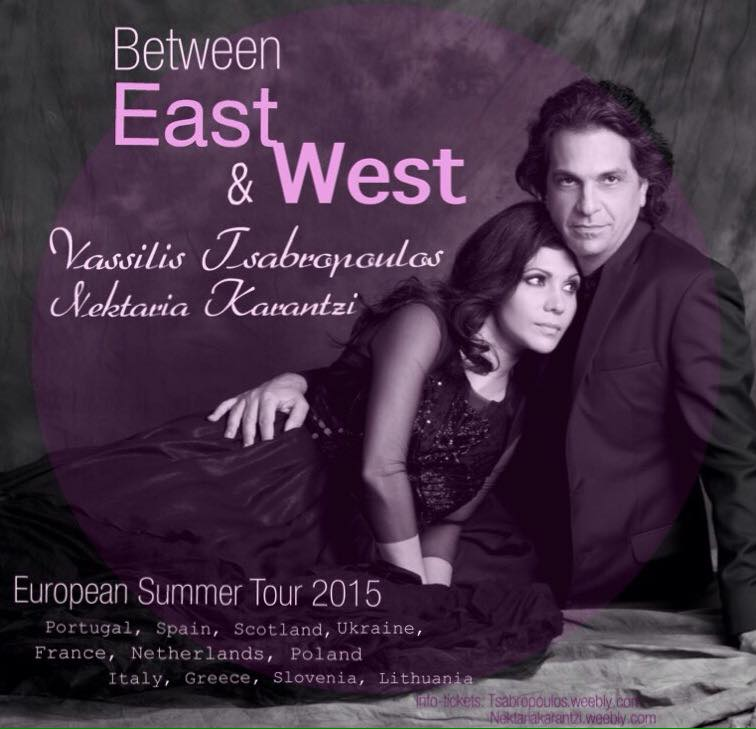 Between
East
& West
Vassilis Tsabropoulos
Nektaria Karantzi
European Summer Tour 2015
Portugal, Spain, Scotland, Ukraine,
France, Netherlands, Poland
Italy, Greece, Slovenia, Lithuania
Info-tickets: Tsabropoulos.weebly.com
Nektariakarantzi.weebly.com